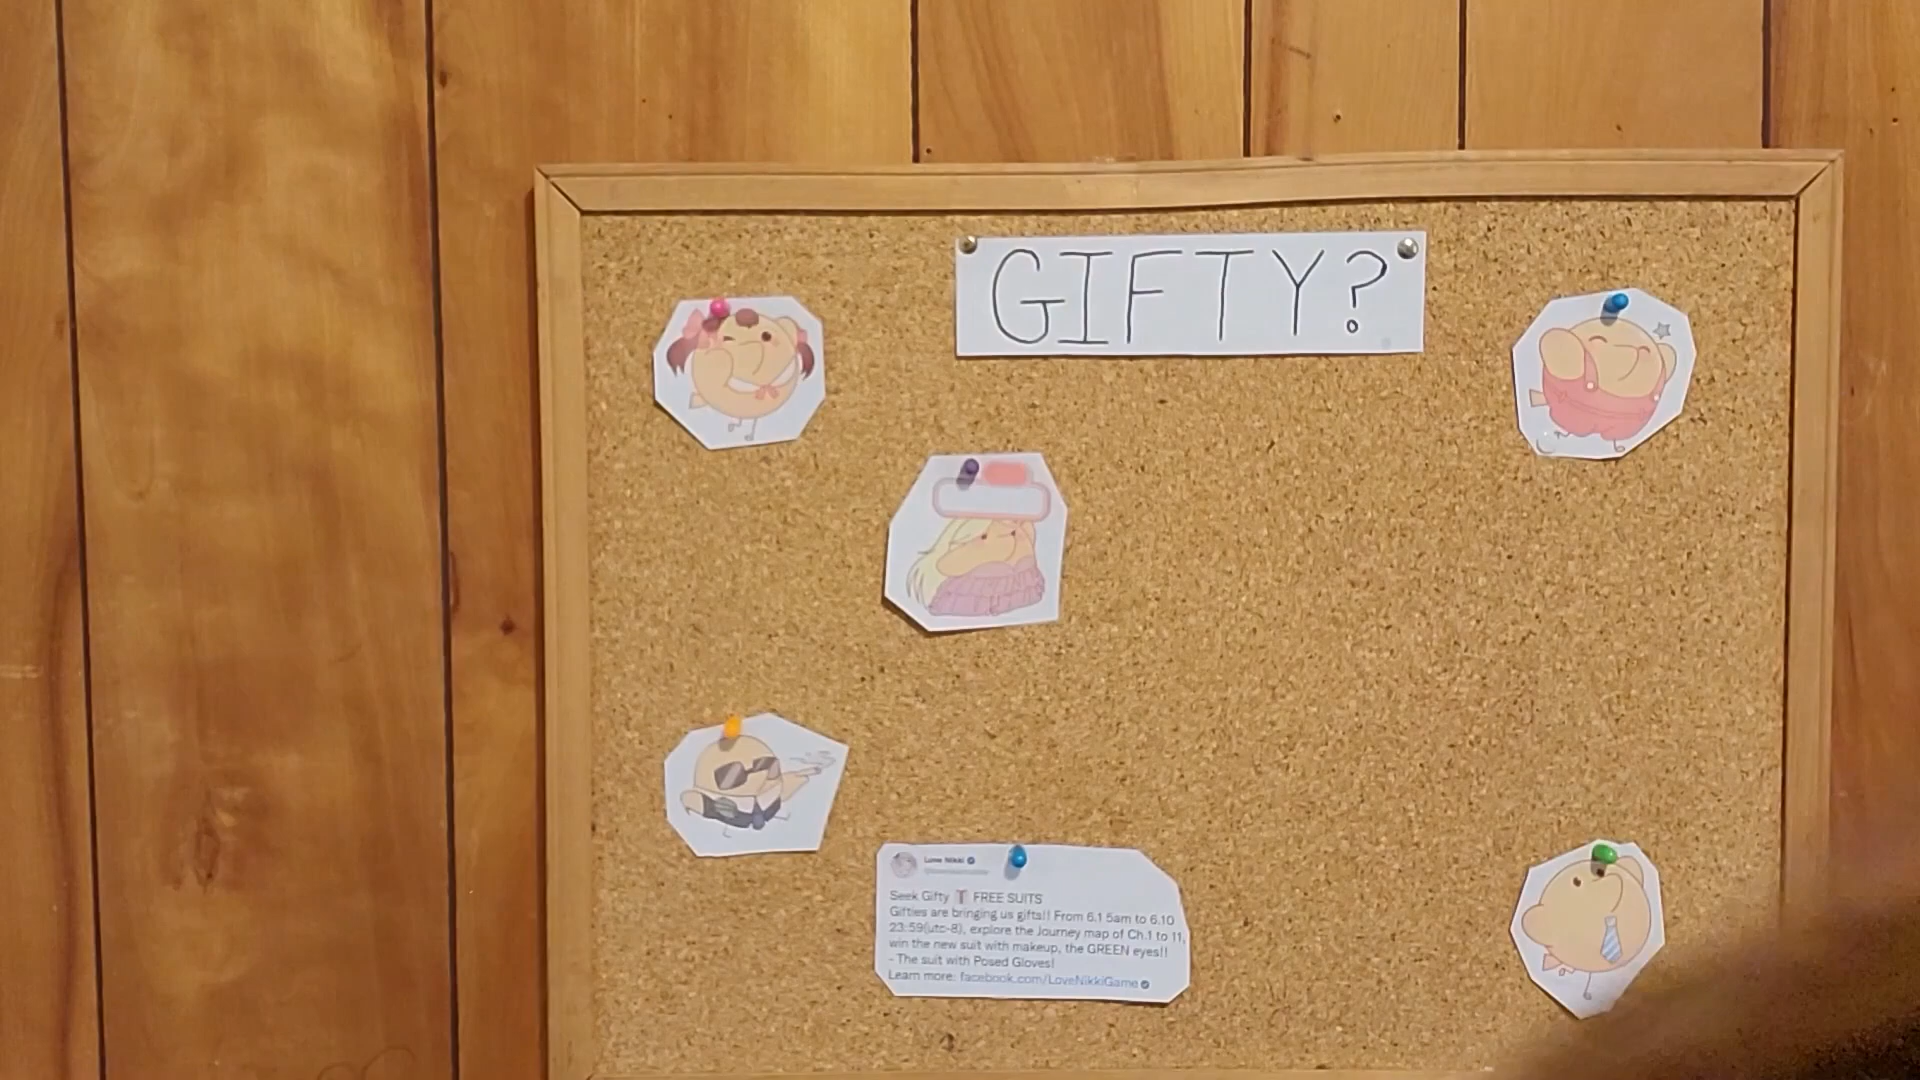 GIFTY?
Love Nikki
Seek Gifty FREE SUITS
Gifties are bringing us gifts!! From 6.1 5am to 6.10
23:59(utc-8), explore the Journey map of Ch.1 to 11,
win the new suit with makeup, the GREEN eyes!!
- The suit with Posed Gloves!
Learn more: facebook.com/LoveNikkiGame